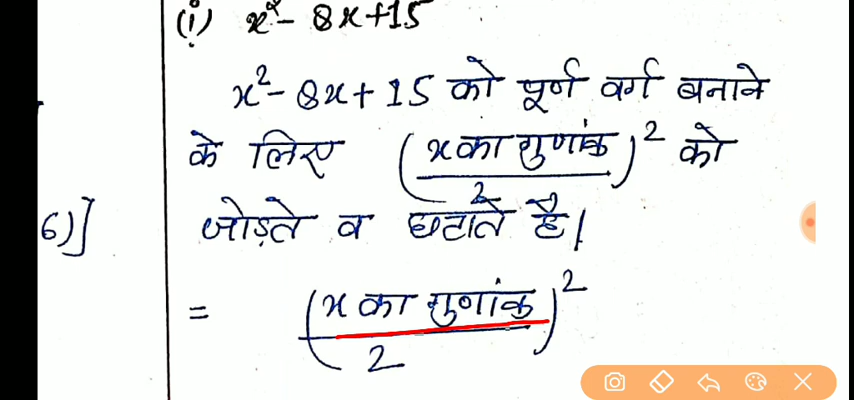 (i) x² - 8x + 15
x² - 8x + 15 को पूर्ण वर्ग बनाने
के लिए (x का गुणांक / 2)² को
6)] जोड़ते व घटाते है।
= (x का गुणांक / 2)²